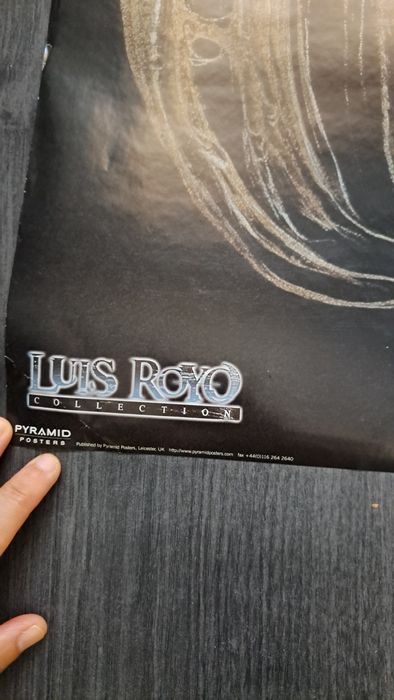 LUIS ROYO
COLLECTION
PYRAMID
POSTERS
Published by Pyramid Posters, Leicester, UK http://www.pyramidposters.com fax +44(0)116 264 2640